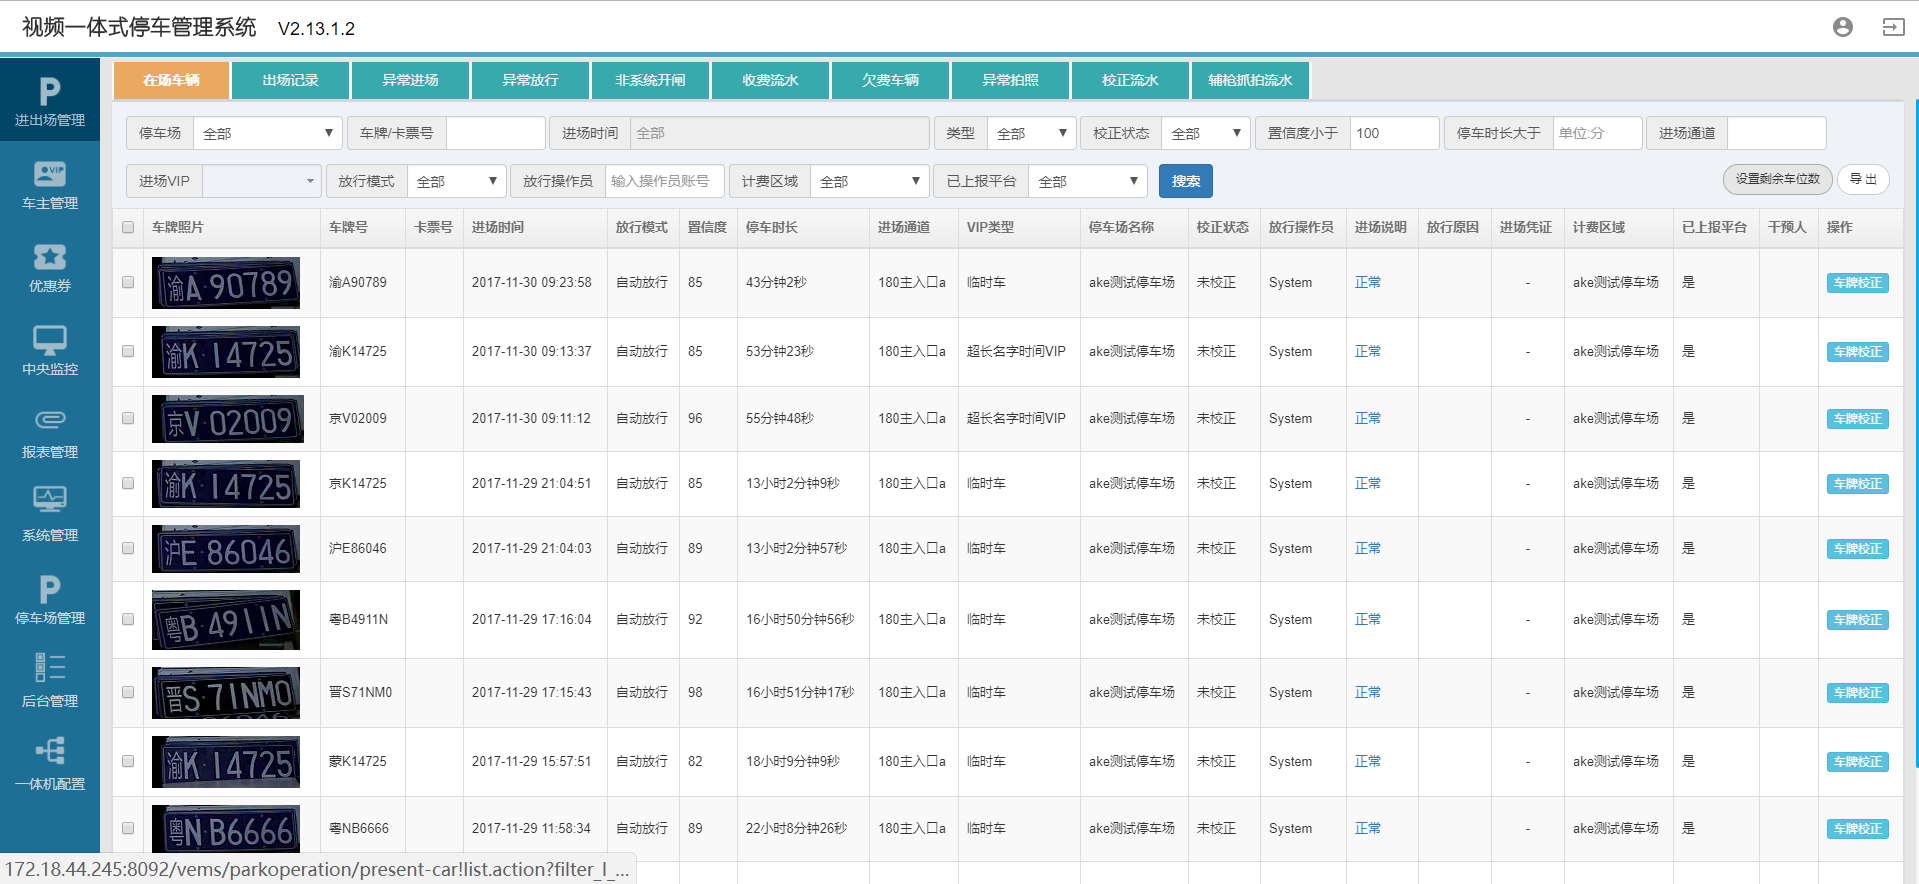 视频一体式停车管理系统 V2.13.1.2
在场车辆 出场记录 异常进场 异常放行 非系统开闸 收费流水 欠费车辆 异常拍照 校正流水 辅枪抓拍流水
停车场 全部 车牌/卡票号 进场时间 全部 类型 全部 校正状态 全部 置信度小于 100 停车时长大于 单位:分 进场通道
进场VIP 放行模式 全部 放行操作员 输入操作员账号 计费区域 全部 已上报平台 全部 搜索 设置剩余车位数 导 出
进出场管理
车主管理
优惠券
中央监控
报表管理
系统管理
停车场管理
后台管理
一体机配置
车牌照片 车牌号 卡票号 进场时间 放行模式 置信度 停车时长 进场通道 VIP类型 停车场名称 校正状态 放行操作员 进场说明 放行原因 进场凭证 计费区域 已上报平台 干预人 操作
渝A·90789 渝A90789 2017-11-30 09:23:58 自动放行 85 43分钟2秒 180主入口a 临时车 ake测试停车场 未校正 System 正常 - ake测试停车场 是 车牌校正
渝K·14725 渝K14725 2017-11-30 09:13:37 自动放行 85 53分钟23秒 180主入口a 超长名字时间VIP ake测试停车场 未校正 System 正常 - ake测试停车场 是 车牌校正
京V·02009 京V02009 2017-11-30 09:11:12 自动放行 96 55分钟48秒 180主入口a 超长名字时间VIP ake测试停车场 未校正 System 正常 - ake测试停车场 是 车牌校正
渝K·14725 京K14725 2017-11-29 21:04:51 自动放行 85 13小时2分钟9秒 180主入口a 临时车 ake测试停车场 未校正 System 正常 - ake测试停车场 是 车牌校正
沪E·86046 沪E86046 2017-11-29 21:04:03 自动放行 89 13小时2分钟57秒 180主入口a 临时车 ake测试停车场 未校正 System 正常 - ake测试停车场 是 车牌校正
粤B·4911N 粤B4911N 2017-11-29 17:16:04 自动放行 92 16小时50分钟56秒 180主入口a 临时车 ake测试停车场 未校正 System 正常 - ake测试停车场 是 车牌校正
晋S·71NM0 晋S71NM0 2017-11-29 17:15:43 自动放行 98 16小时51分钟17秒 180主入口a 临时车 ake测试停车场 未校正 System 正常 - ake测试停车场 是 车牌校正
渝K·14725 蒙K14725 2017-11-29 15:57:51 自动放行 82 18小时9分钟9秒 180主入口a 临时车 ake测试停车场 未校正 System 正常 - ake测试停车场 是 车牌校正
粤N·B6666 粤NB6666 2017-11-29 11:58:34 自动放行 89 22小时8分钟26秒 180主入口a 临时车 ake测试停车场 未校正 System 正常 - ake测试停车场 是 车牌校正
172.18.44.245:8092/vems/parkoperation/present-car!list.action?filter_I_...